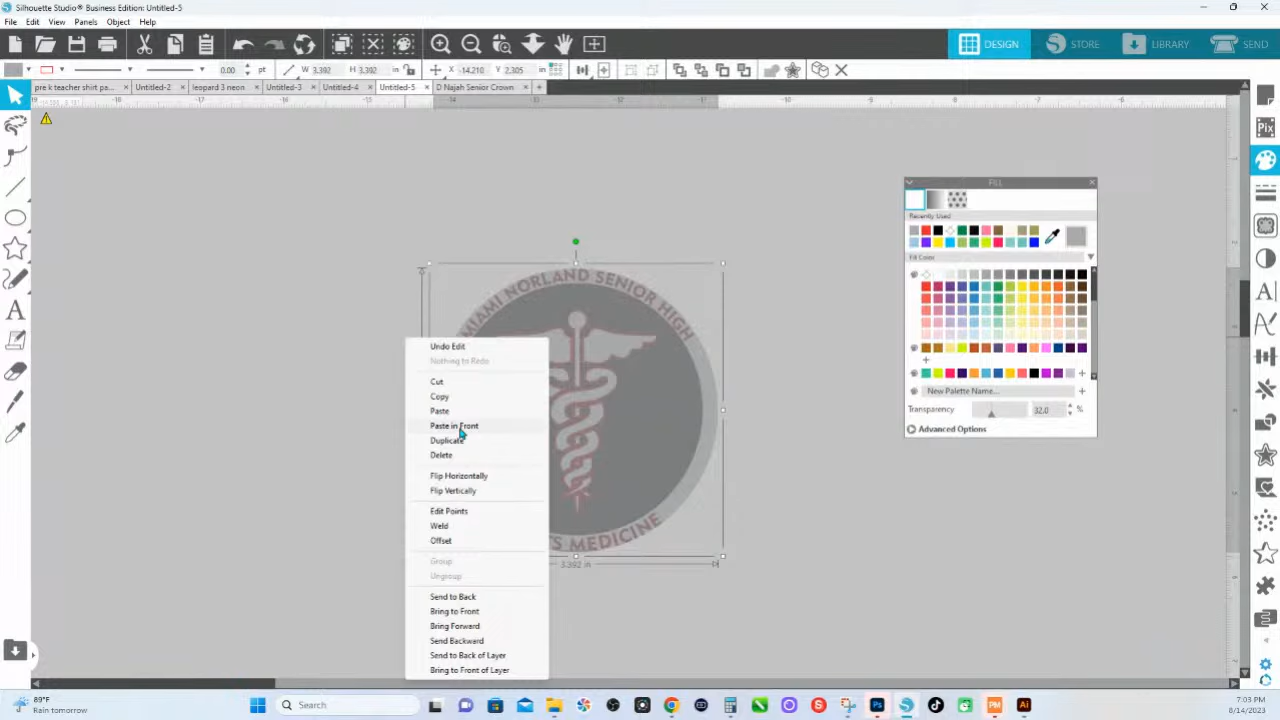 Silhouette Studio® Business Edition: Untitled-5
File Edit View Panels Object Help
DESIGN STORE LIBRARY SEND
0.00 pt W 3.392 H 3.392 X 14.210 Y 2.305
pre k teacher shirt pa... Untitled-2 leopard 3 neon Untitled-3 Untitled-4 Untitled-5 D Najah Senior Crown
MIAMI NORLAND SENIOR HIGH
TS MEDICINE
3.392 in
Undo Edit
Nothing to Redo
Cut
Copy
Paste
Paste in Front
Duplicate
Delete
Flip Horizontally
Flip Vertically
Edit Points
Weld
Offset
Group
Ungroup
Send to Back
Bring to Front
Bring Forward
Send Backward
Send to Back of Layer
Bring to Front of Layer
FILL
Recently Used
Fill Color
New Palette Name...
Transparency 32.0 %
Advanced Options
Pix
89°F
Rain tomorrow
Search
7:03 PM
8/14/2023